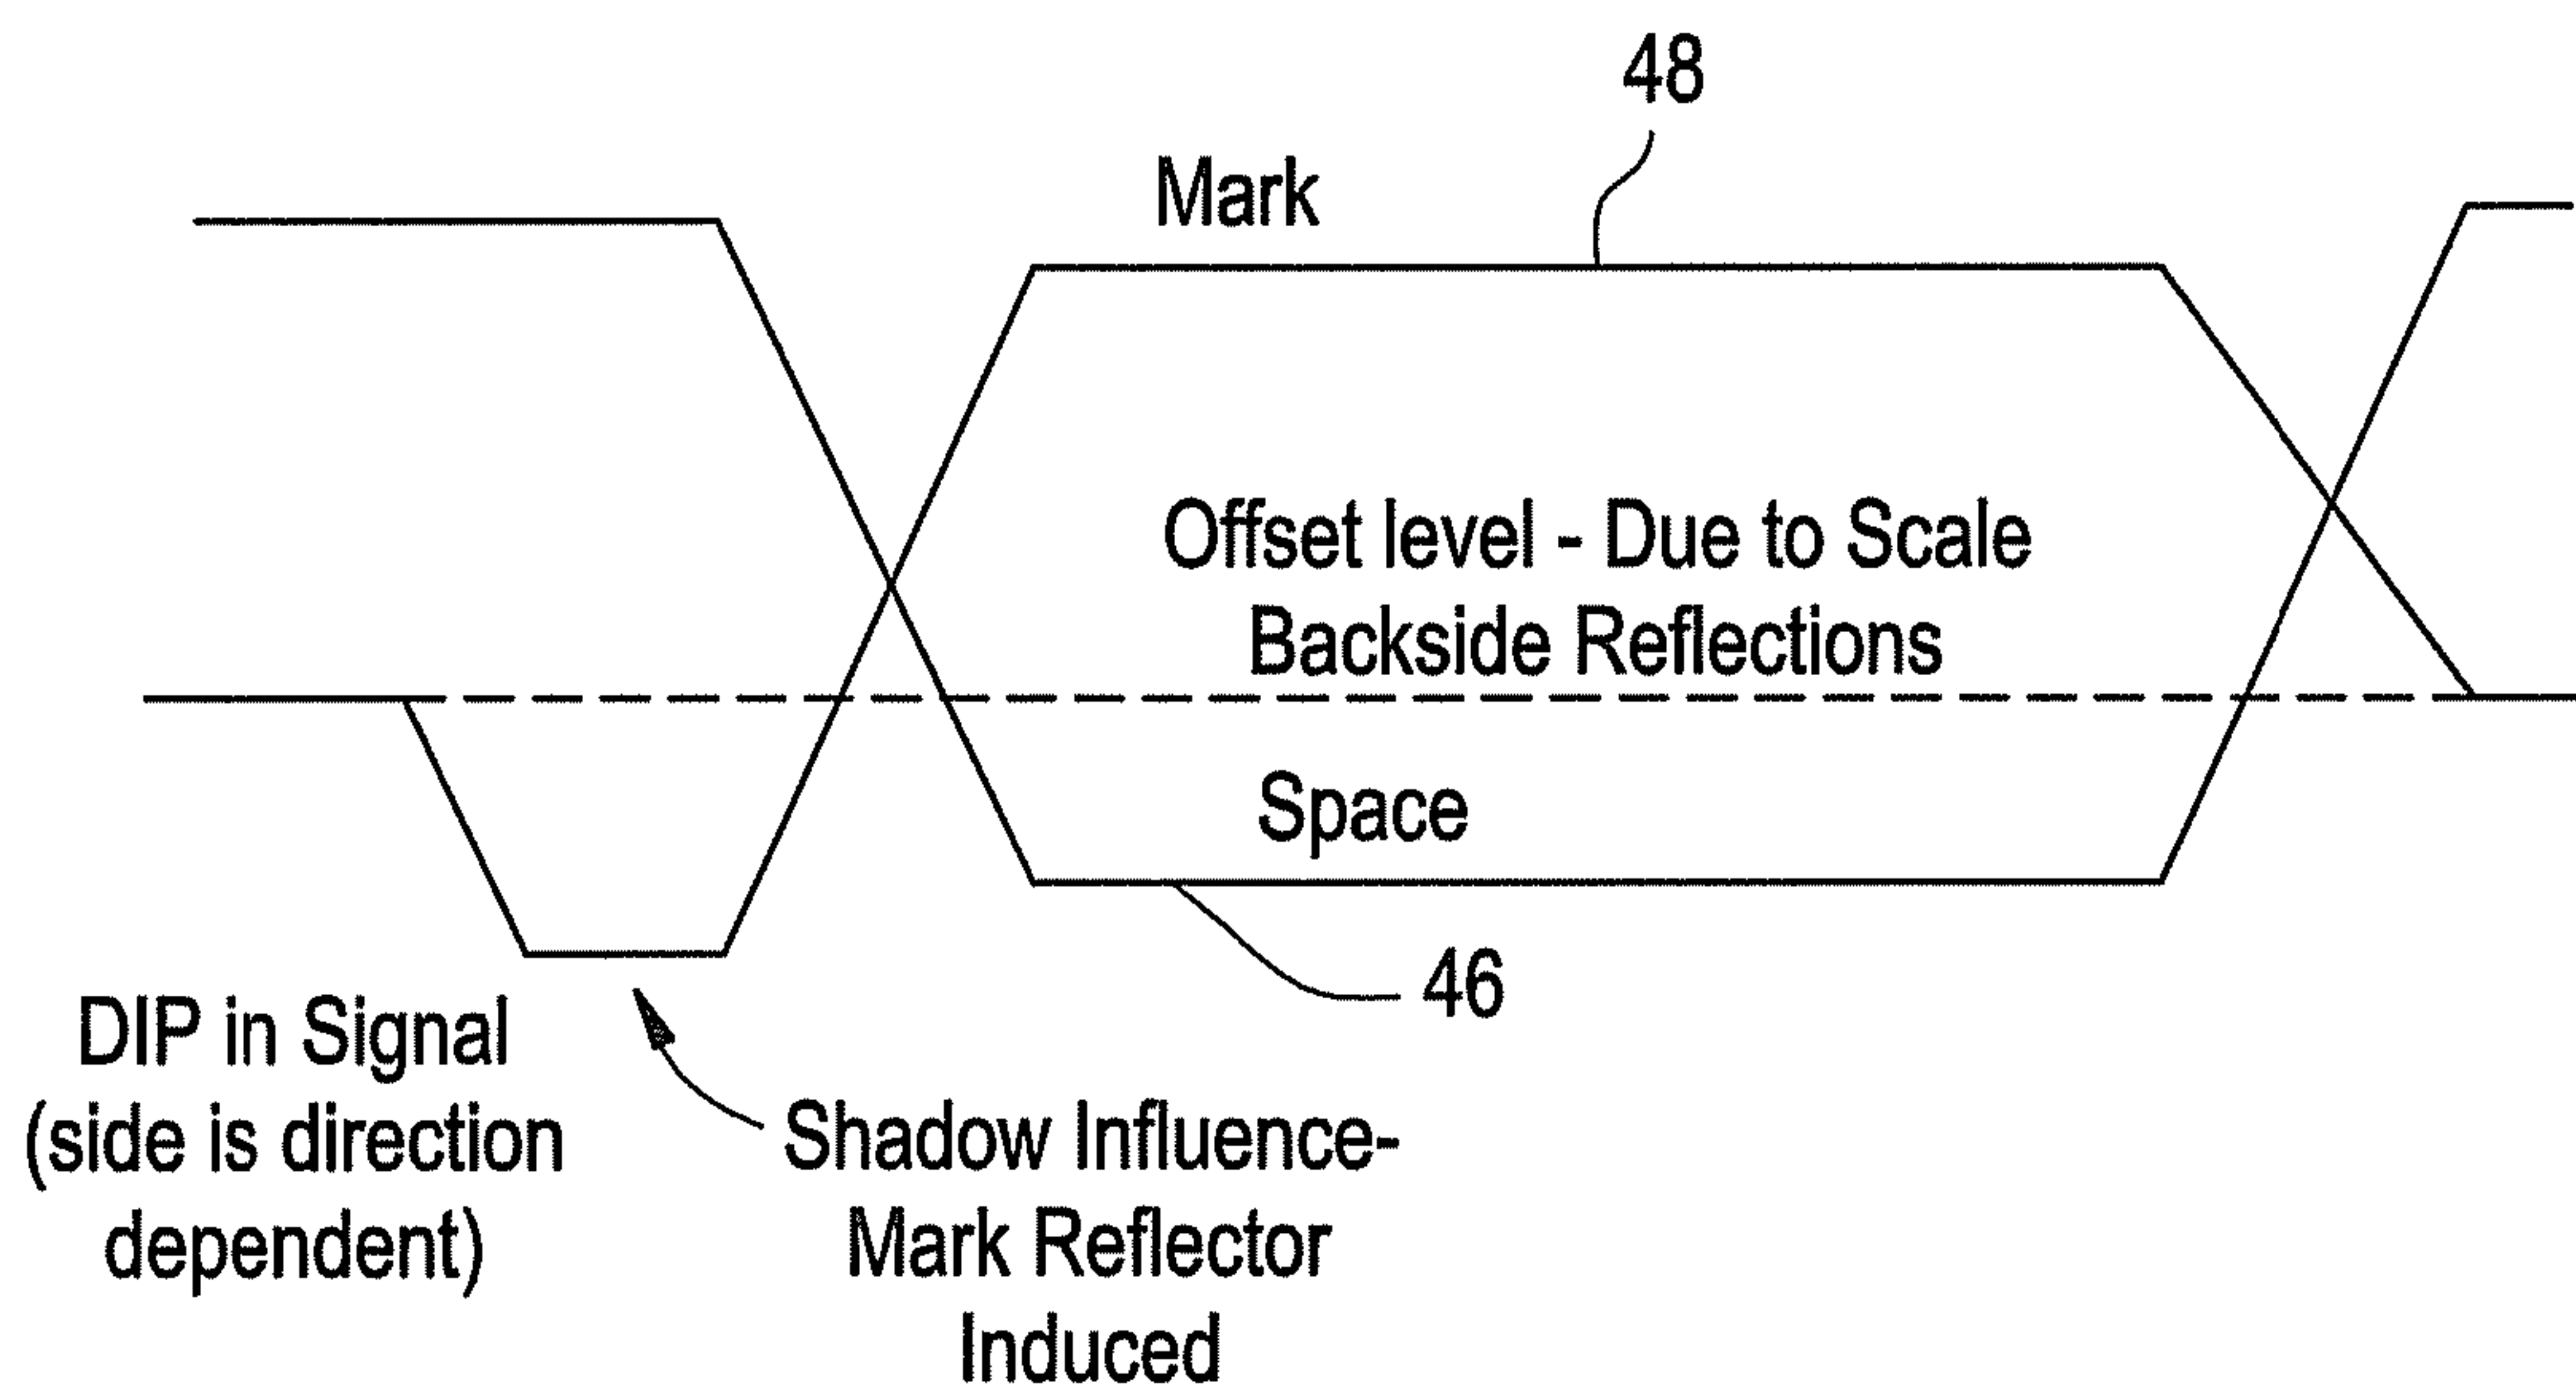 48
Mark
Offset level - Due to Scale
Backside Reflections
Space
46
DIP in Signal
(side is direction
dependent)
Shadow Influence-
Mark Reflector
Induced